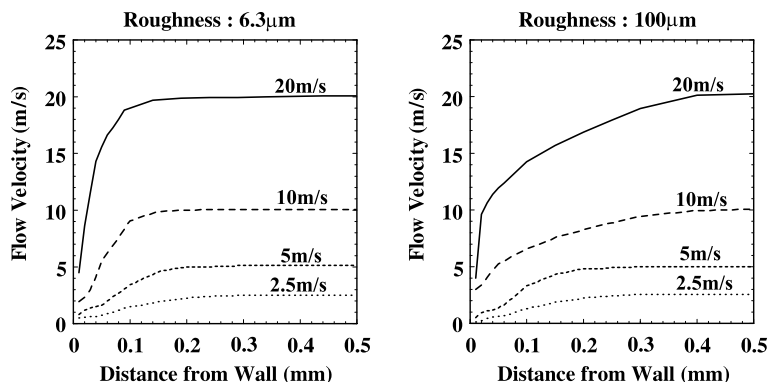 Roughness : 6.3μm
Flow Velocity (m/s)
25
20
15
10
5
0
20m/s
10m/s
5m/s
2.5m/s
0 0.1 0.2 0.3 0.4 0.5
Distance from Wall (mm)
Roughness : 100μm
Flow Velocity (m/s)
25
20
15
10
5
0
20m/s
10m/s
5m/s
2.5m/s
0 0.1 0.2 0.3 0.4 0.5
Distance from Wall (mm)